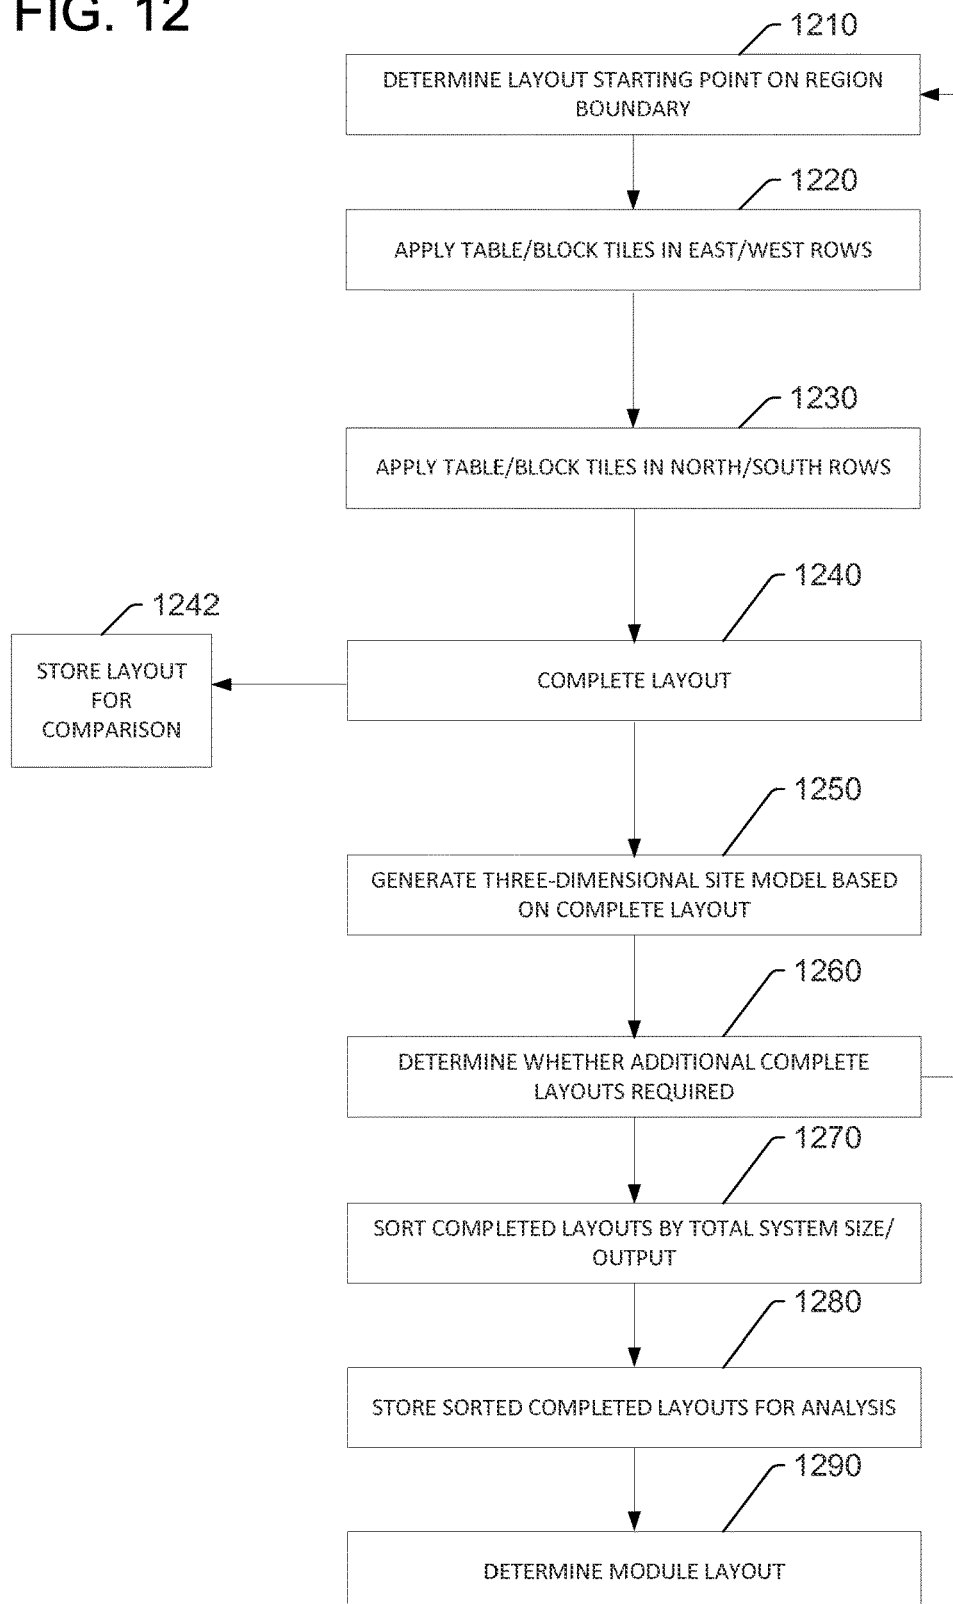 FIG. 12
1210
DETERMINE LAYOUT STARTING POINT ON REGION
BOUNDARY
1220
APPLY TABLE/BLOCK TILES IN EAST/WEST ROWS
1230
APPLY TABLE/BLOCK TILES IN NORTH/SOUTH ROWS
1240
COMPLETE LAYOUT
1242
STORE LAYOUT
FOR
COMPARISON
1250
GENERATE THREE-DIMENSIONAL SITE MODEL BASED
ON COMPLETE LAYOUT
1260
DETERMINE WHETHER ADDITIONAL COMPLETE
LAYOUTS REQUIRED
1270
SORT COMPLETED LAYOUTS BY TOTAL SYSTEM SIZE/
OUTPUT
1280
STORE SORTED COMPLETED LAYOUTS FOR ANALYSIS
1290
DETERMINE MODULE LAYOUT